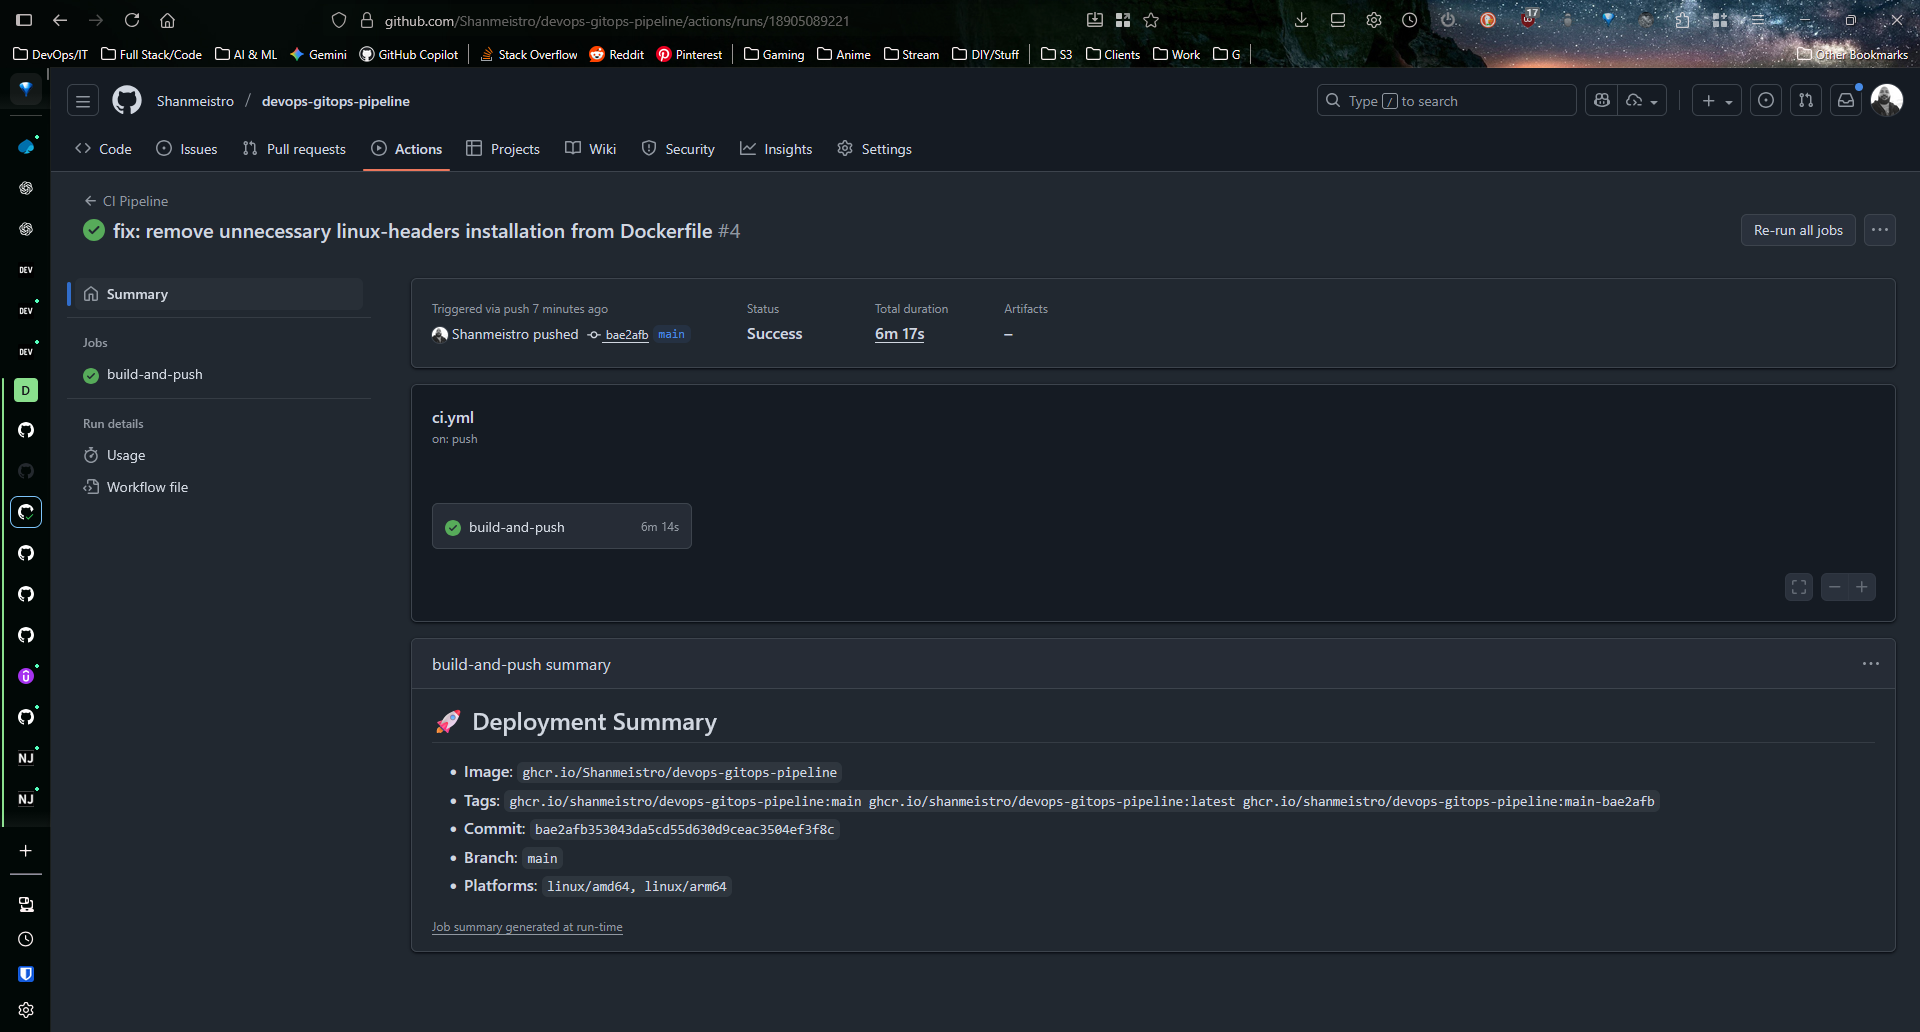 github.com/Shanmeistro/devops-gitops-pipeline/actions/runs/18905089221
17
DevOps/IT Full Stack/Code AI & ML Gemini GitHub Copilot Stack Overflow Reddit Pinterest Gaming Anime Stream DIY/Stuff S3 Clients Work G Other Bookmarks
Shanmeistro / devops-gitops-pipeline
Type / to search
Code Issues Pull requests Actions Projects Wiki Security Insights Settings
CI Pipeline
fix: remove unnecessary linux-headers installation from Dockerfile #4
Re-run all jobs
Summary
Jobs
build-and-push
Run details
Usage
Workflow file
DEV
DEV
DEV
D
NJ
NJ
Triggered via push 7 minutes ago Status Total duration Artifacts
Shanmeistro pushed bae2afb main Success 6m 17s –
ci.yml
on: push
build-and-push 6m 14s
build-and-push summary
🚀 Deployment Summary
• Image: ghcr.io/Shanmeistro/devops-gitops-pipeline
• Tags: ghcr.io/shanmeistro/devops-gitops-pipeline:main ghcr.io/shanmeistro/devops-gitops-pipeline:latest ghcr.io/shanmeistro/devops-gitops-pipeline:main-bae2afb
• Commit: bae2afb353043da5cd55d630d9ceac3504ef3f8c
• Branch: main
• Platforms: linux/amd64, linux/arm64
Job summary generated at run-time